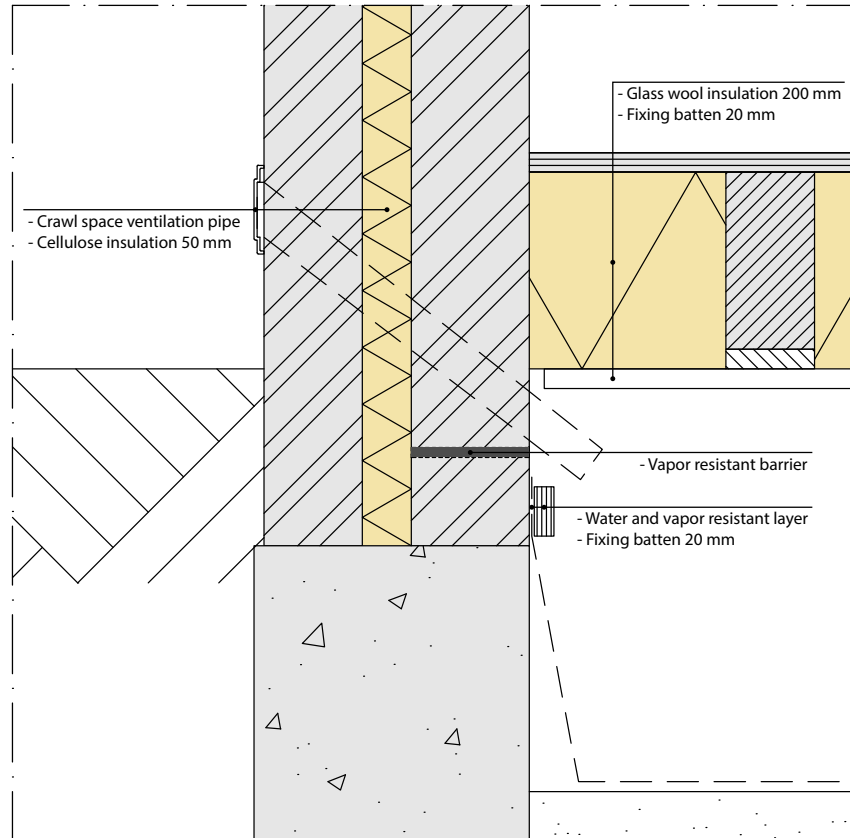 - Glass wool insulation 200 mm
- Fixing batten 20 mm
- Crawl space ventilation pipe
- Cellulose insulation 50 mm
- Vapor resistant barrier
- Water and vapor resistant layer
- Fixing batten 20 mm